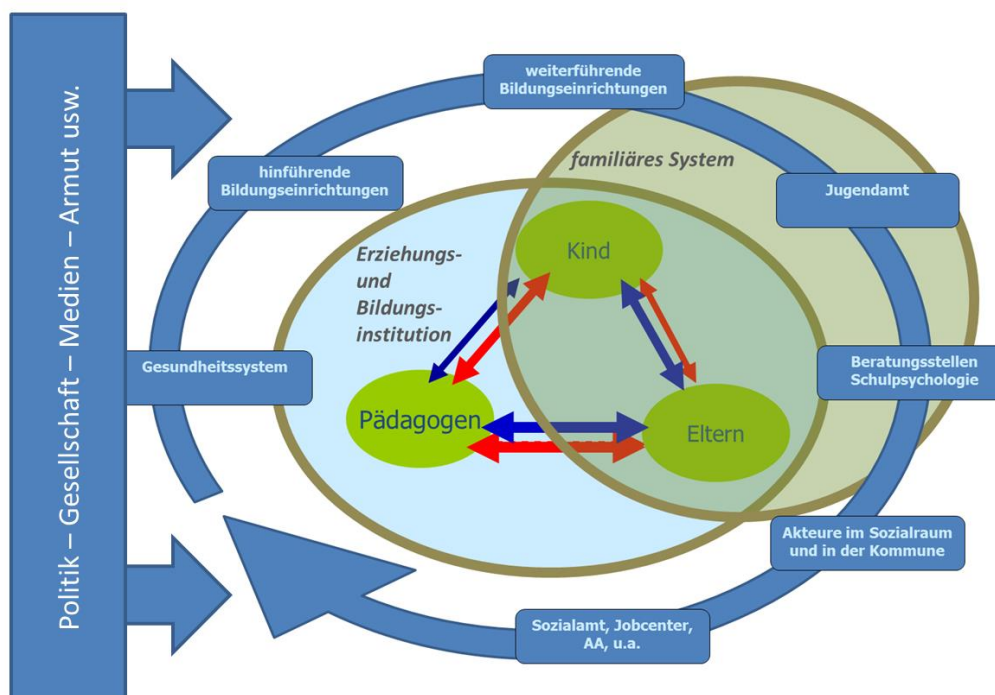 Politik – Gesellschaft – Medien – Armut usw.
weiterführende
Bildungseinrichtungen
familiäres System
hinführende
Bildungseinrichtungen
Jugendamt
Kind
Erziehungs-
und
Bildungs-
institution
Gesundheitssystem
Beratungsstellen
Schulpsychologie
Pädagogen
Eltern
Akteure im Sozialraum
und in der Kommune
Sozialamt, Jobcenter,
AA, u.a.